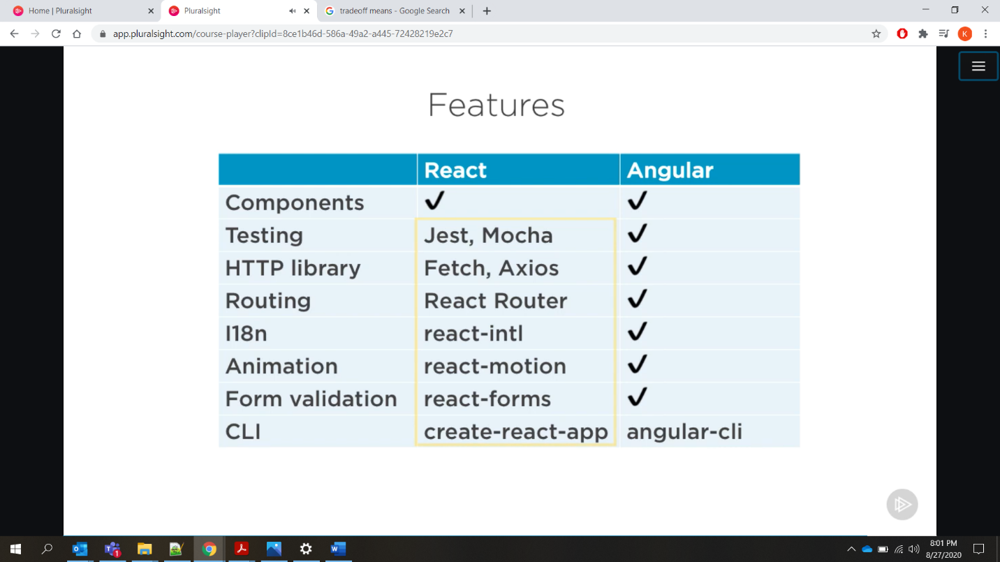 Home | Pluralsight
Pluralsight
tradeoff means - Google Search
app.pluralsight.com/course-player?clipId=8ce1b46d-586a-49a2-a445-72428219e2c7
K
Features
React Angular
Components ✓ ✓
Testing Jest, Mocha ✓
HTTP library Fetch, Axios ✓
Routing React Router ✓
I18n react-intl ✓
Animation react-motion ✓
Form validation react-forms ✓
CLI create-react-app angular-cli
1
8:01 PM
8/27/2020